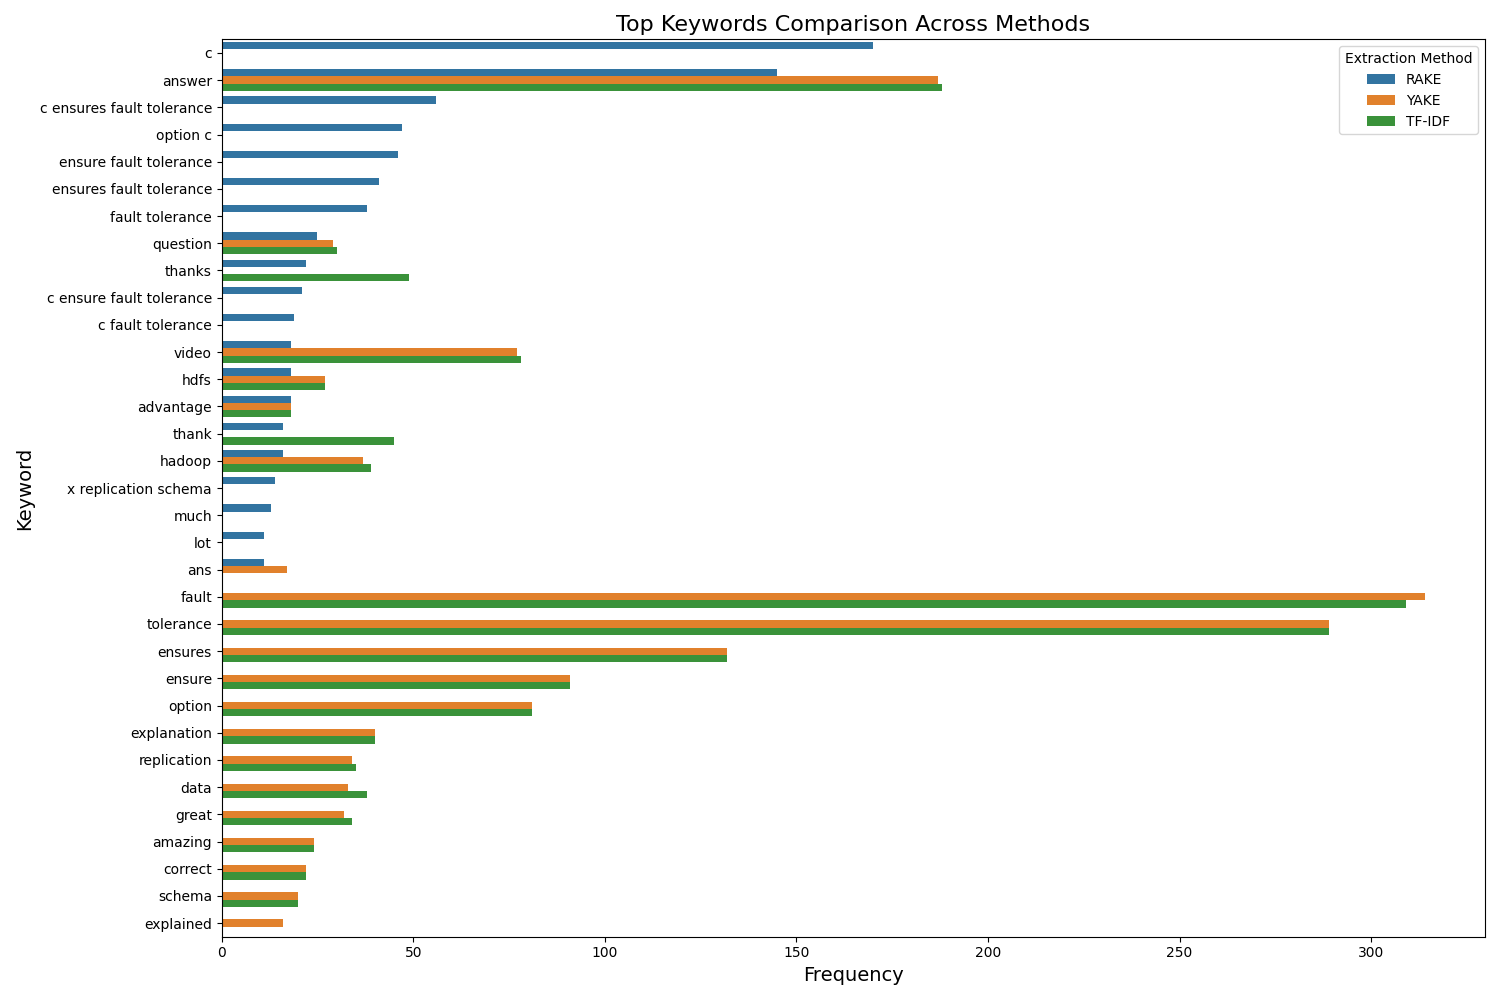 Top Keywords Comparison Across Methods
Extraction Method
RAKE
YAKE
TF-IDF
Keyword
c
answer
c ensures fault tolerance
option c
ensure fault tolerance
ensures fault tolerance
fault tolerance
question
thanks
c ensure fault tolerance
c fault tolerance
video
hdfs
advantage
thank
hadoop
x replication schema
much
lot
ans
fault
tolerance
ensures
ensure
option
explanation
replication
data
great
amazing
correct
schema
explained
0 50 100 150 200 250 300
Frequency